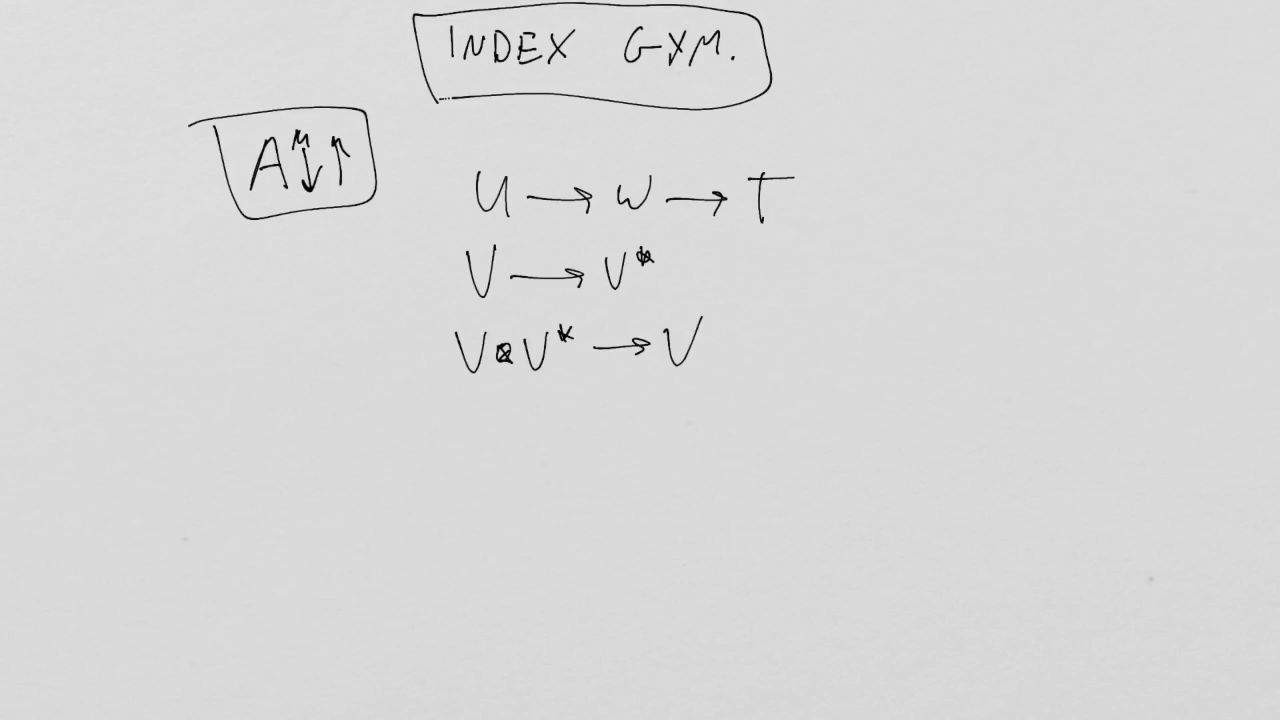 INDEX GYM.
A^μ↓↑
U → W → T
V → V*
V⊗V* → V